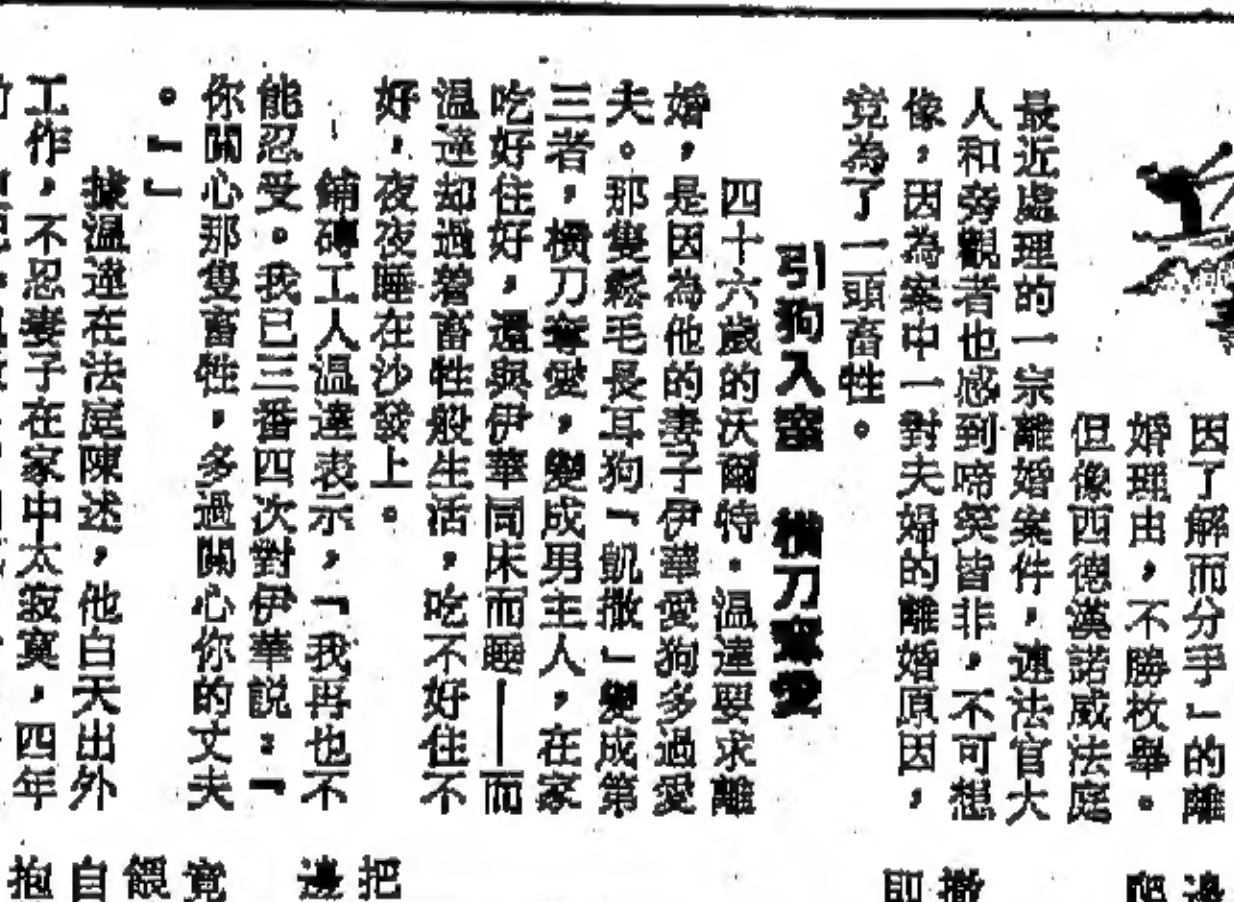 因了解而分手」的離
婚理由，不勝枚舉。
但像西德漢諾威法庭
最近處理的一宗離婚案件，連法官大
人和旁觀者也感到啼笑皆非，不可想
像，因為案中一對夫婦的離婚原因，
竟為了一頭畜牲。
引狗入室 橫刀奪愛
四十六歲的沃爾特．溫達要求離
婚，是因為他的妻子伊華愛狗多過愛
夫。那隻鬆毛長耳狗「凱撒」變成第
三者，橫刀奪愛，變成男主人，在家
吃好住好，還與伊華同床而睡——而
溫達却過着畜牲般生活，吃不好住不
好，夜夜睡在沙發上。
鋪磚工人溫達表示，「我再也不
能忍受。我已三番四次對伊華說：『
你關心那隻畜牲，多過關心你的丈夫
。』」
據溫達在法庭陳述，他白天出外
工作，不忍妻子在家中太寂寞，四年
邊
撒
即
把
邊
竟
餵
自
抱